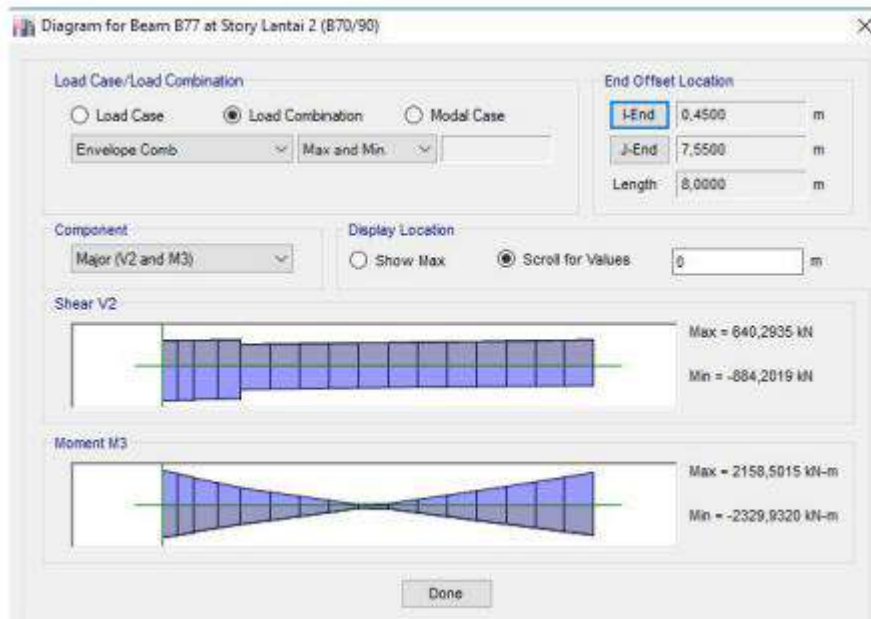 Diagram for Beam B77 at Story Lantai 2 (B70/90)
Load Case/Load Combination
Load Case
Load Combination
Modal Case
Envelope Comb
Max and Min
End Offset Location
I-End
0,4500
m
J-End
7,5500
m
Length
8,0000
m
Component
Major (V2 and M3)
Display Location
Show Max
Scroll for Values
0
m
Shear V2
Max = 640,2935 kN
Min = -884,2019 kN
Moment M3
Max = 2158,5015 kN-m
Min = -2329,9320 kN-m
Done